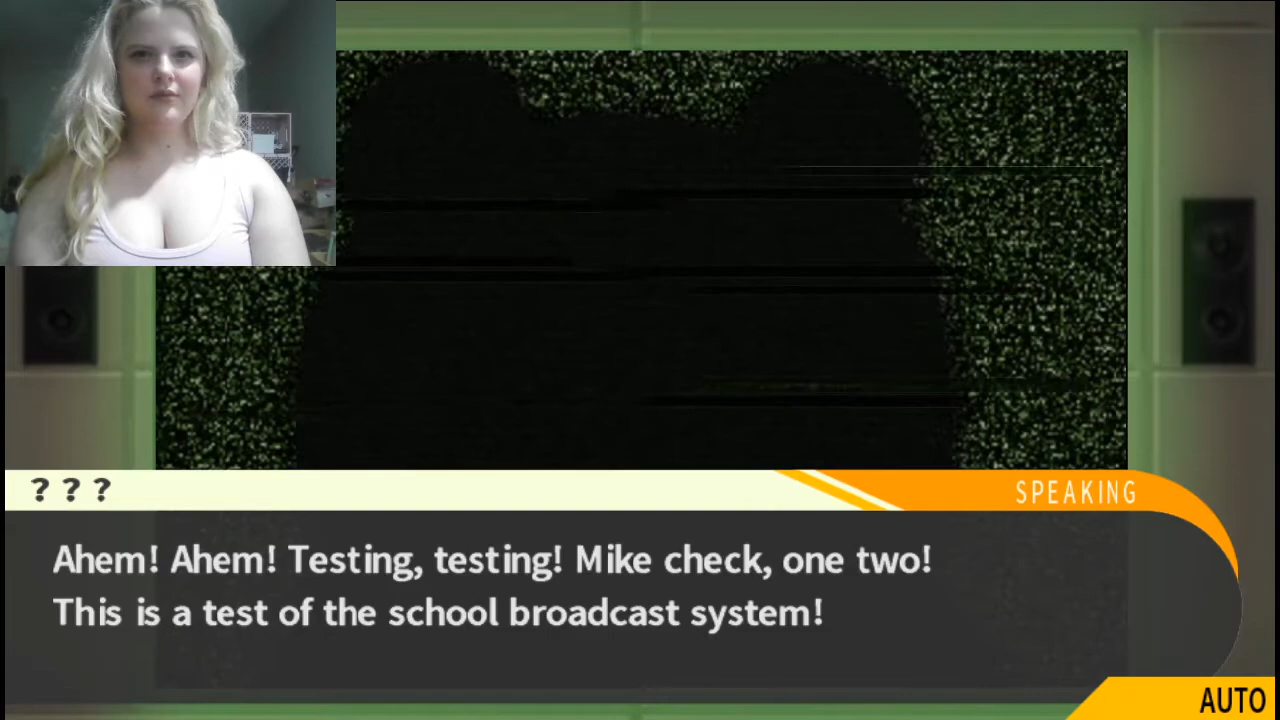 ? ? ?
SPEAKING
Ahem! Ahem! Testing, testing! Mike check, one two!
This is a test of the school broadcast system!
AUTO